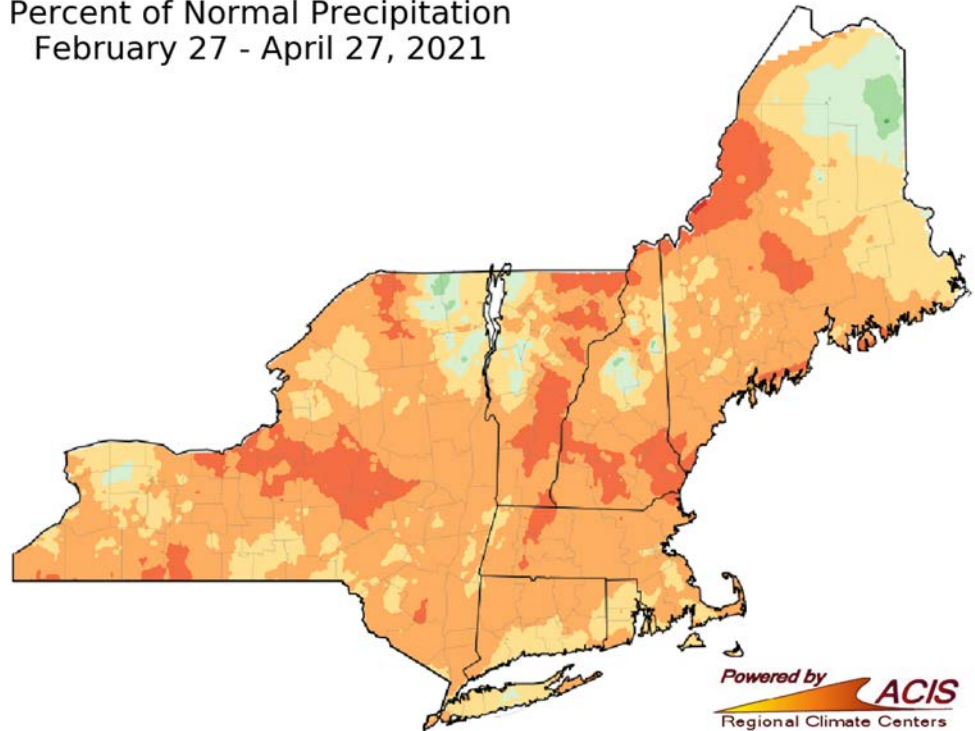 Percent of Normal Precipitation
February 27 - April 27, 2021
Powered by
ACIS
Regional Climate Centers